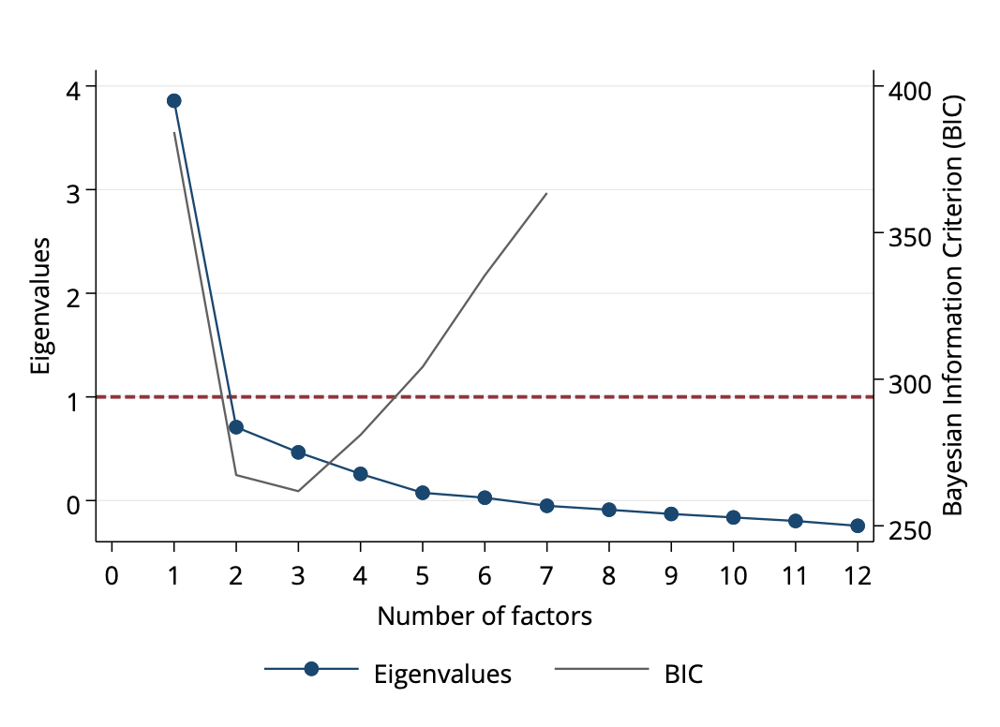 4
3
2
1
0
Eigenvalues
400
350
300
250
Bayesian Information Criterion (BIC)
0 1 2 3 4 5 6 7 8 9 10 11 12
Number of factors
Eigenvalues BIC